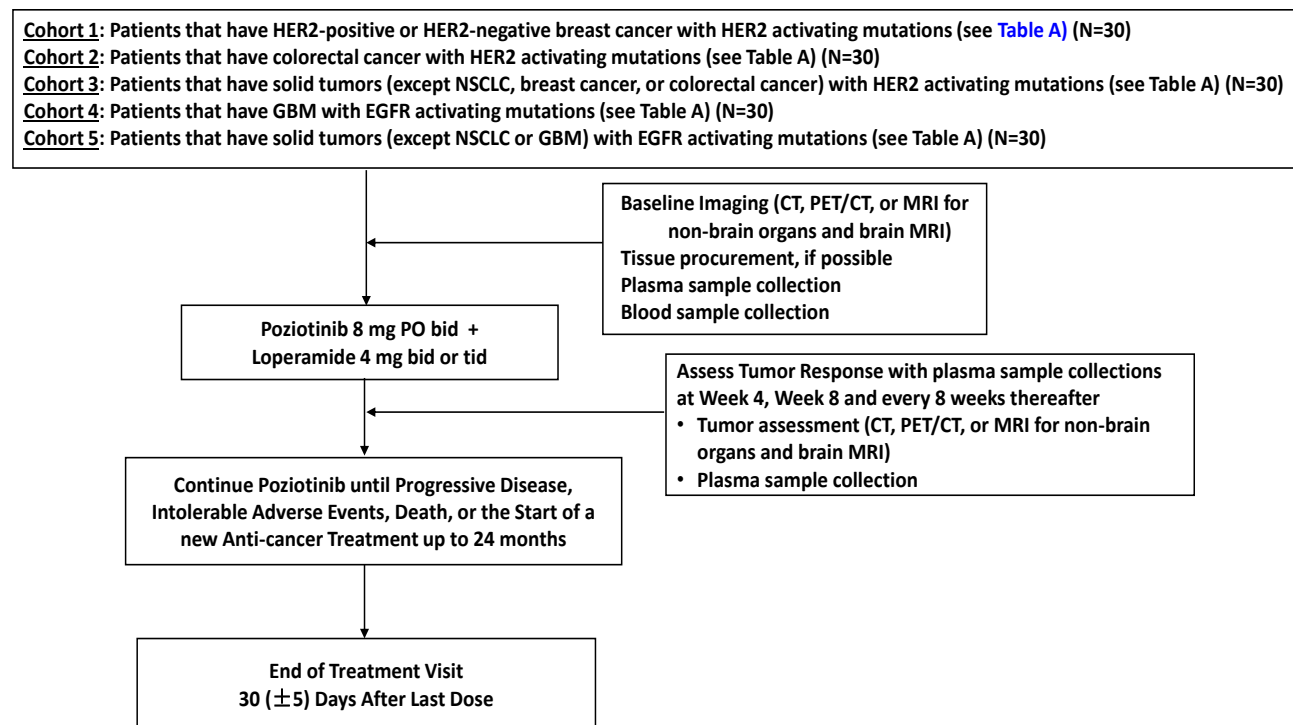 Cohort 1: Patients that have HER2-positive or HER2-negative breast cancer with HER2 activating mutations (see Table A) (N=30)
Cohort 2: Patients that have colorectal cancer with HER2 activating mutations (see Table A) (N=30)
Cohort 3: Patients that have solid tumors (except NSCLC, breast cancer, or colorectal cancer) with HER2 activating mutations (see Table A) (N=30)
Cohort 4: Patients that have GBM with EGFR activating mutations (see Table A) (N=30)
Cohort 5: Patients that have solid tumors (except NSCLC or GBM) with EGFR activating mutations (see Table A) (N=30)
Baseline Imaging (CT, PET/CT, or MRI for
non-brain organs and brain MRI)
Tissue procurement, if possible
Plasma sample collection
Blood sample collection
Poziotinib 8 mg PO bid +
Loperamide 4 mg bid or tid
Assess Tumor Response with plasma sample collections
at Week 4, Week 8 and every 8 weeks thereafter
• Tumor assessment (CT, PET/CT, or MRI for non-brain
organs and brain MRI)
• Plasma sample collection
Continue Poziotinib until Progressive Disease,
Intolerable Adverse Events, Death, or the Start of a
new Anti-cancer Treatment up to 24 months
End of Treatment Visit
30 (±5) Days After Last Dose